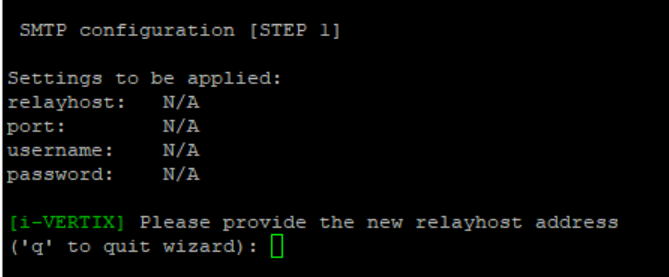 SMTP configuration [STEP 1]
Settings to be applied:
relayhost: N/A
port: N/A
username: N/A
password: N/A
[i-VERTIX] Please provide the new relayhost address
('q' to quit wizard):